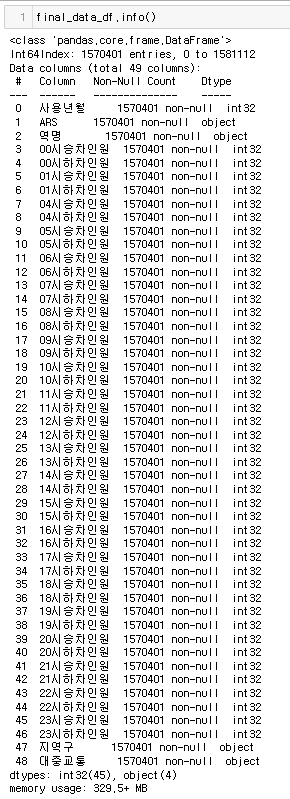 1 final_data_df.info()
<class 'pandas.core.frame.DataFrame'>
Int64Index: 1570401 entries, 0 to 1581112
Data columns (total 49 columns):
 #   Column   Non-Null Count   Dtype
---  ------   --------------   -----
 0   사용년월   1570401 non-null  int32
 1   ARS   1570401 non-null  object
 2   역명   1570401 non-null  object
 3   00시승차인원   1570401 non-null  int32
 4   00시하차인원   1570401 non-null  int32
 5   01시승차인원   1570401 non-null  int32
 6   01시하차인원   1570401 non-null  int32
 7   04시승차인원   1570401 non-null  int32
 8   04시하차인원   1570401 non-null  int32
 9   05시승차인원   1570401 non-null  int32
 10  05시하차인원   1570401 non-null  int32
 11  06시승차인원   1570401 non-null  int32
 12  06시하차인원   1570401 non-null  int32
 13  07시승차인원   1570401 non-null  int32
 14  07시하차인원   1570401 non-null  int32
 15  08시승차인원   1570401 non-null  int32
 16  08시하차인원   1570401 non-null  int32
 17  09시승차인원   1570401 non-null  int32
 18  09시하차인원   1570401 non-null  int32
 19  10시승차인원   1570401 non-null  int32
 20  10시하차인원   1570401 non-null  int32
 21  11시승차인원   1570401 non-null  int32
 22  11시하차인원   1570401 non-null  int32
 23  12시승차인원   1570401 non-null  int32
 24  12시하차인원   1570401 non-null  int32
 25  13시승차인원   1570401 non-null  int32
 26  13시하차인원   1570401 non-null  int32
 27  14시승차인원   1570401 non-null  int32
 28  14시하차인원   1570401 non-null  int32
 29  15시승차인원   1570401 non-null  int32
 30  15시하차인원   1570401 non-null  int32
 31  16시승차인원   1570401 non-null  int32
 32  16시하차인원   1570401 non-null  int32
 33  17시승차인원   1570401 non-null  int32
 34  17시하차인원   1570401 non-null  int32
 35  18시승차인원   1570401 non-null  int32
 36  18시하차인원   1570401 non-null  int32
 37  19시승차인원   1570401 non-null  int32
 38  19시하차인원   1570401 non-null  int32
 39  20시승차인원   1570401 non-null  int32
 40  20시하차인원   1570401 non-null  int32
 41  21시승차인원   1570401 non-null  int32
 42  21시하차인원   1570401 non-null  int32
 43  22시승차인원   1570401 non-null  int32
 44  22시하차인원   1570401 non-null  int32
 45  23시승차인원   1570401 non-null  int32
 46  23시하차인원   1570401 non-null  int32
 47  지역구   1570401 non-null  object
 48  대중교통   1570401 non-null  object
dtypes: int32(45), object(4)
memory usage: 329.5+ MB